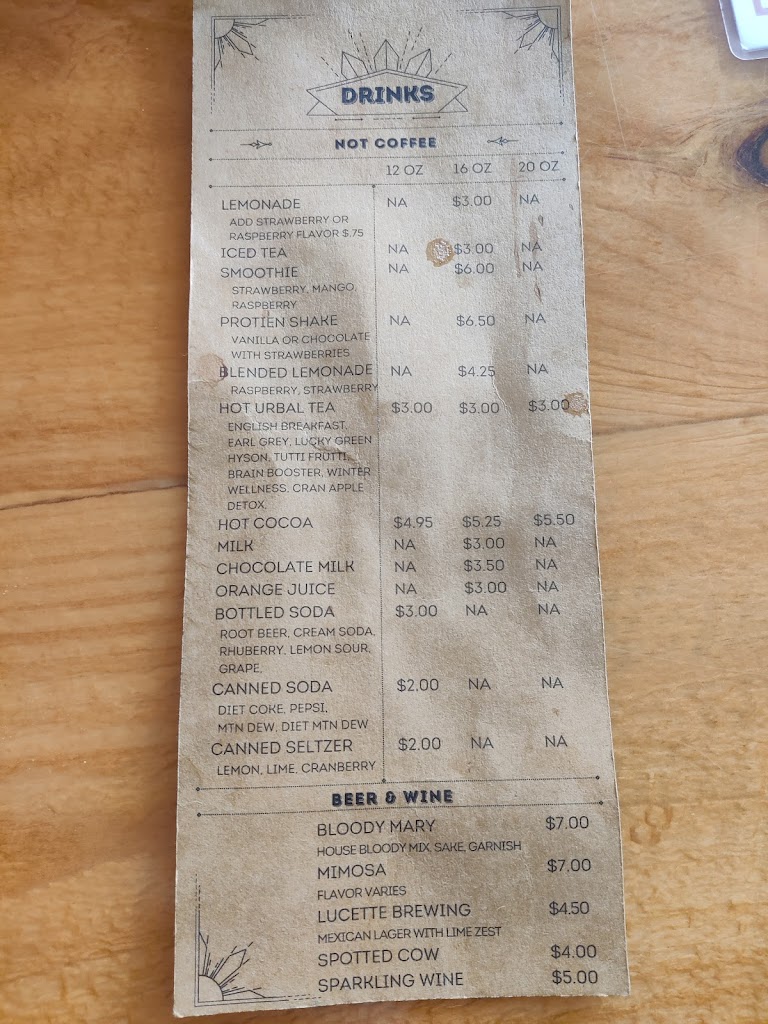 DRINKS
NOT COFFEE
12 OZ 16 OZ 20 OZ
LEMONADE NA $3.00 NA
ADD STRAWBERRY OR
RASPBERRY FLAVOR $.75
ICED TEA NA $3.00 NA
SMOOTHIE NA $6.00 NA
STRAWBERRY, MANGO,
RASPBERRY
PROTIEN SHAKE NA $6.50 NA
VANILLA OR CHOCOLATE
WITH STRAWBERRIES
BLENDED LEMONADE NA $4.25 NA
RASPBERRY, STRAWBERRY
HOT URBAL TEA $3.00 $3.00 $3.00
ENGLISH BREAKFAST,
EARL GREY, LUCKY GREEN
HYSON, TUTTI FRUTTI,
BRAIN BOOSTER, WINTER
WELLNESS, CRAN APPLE
DETOX,
HOT COCOA $4.95 $5.25 $5.50
MILK NA $3.00 NA
CHOCOLATE MILK NA $3.50 NA
ORANGE JUICE NA $3.00 NA
BOTTLED SODA $3.00 NA NA
ROOT BEER, CREAM SODA,
RHUBERRY, LEMON SOUR,
GRAPE,
CANNED SODA $2.00 NA NA
DIET COKE, PEPSI,
MTN DEW, DIET MTN DEW
CANNED SELTZER $2.00 NA NA
LEMON, LIME, CRANBERRY
BEER & WINE
BLOODY MARY $7.00
HOUSE BLOODY MIX, SAKE, GARNISH
MIMOSA $7.00
FLAVOR VARIES
LUCETTE BREWING $4.50
MEXICAN LAGER WITH LIME ZEST
SPOTTED COW $4.00
SPARKLING WINE $5.00